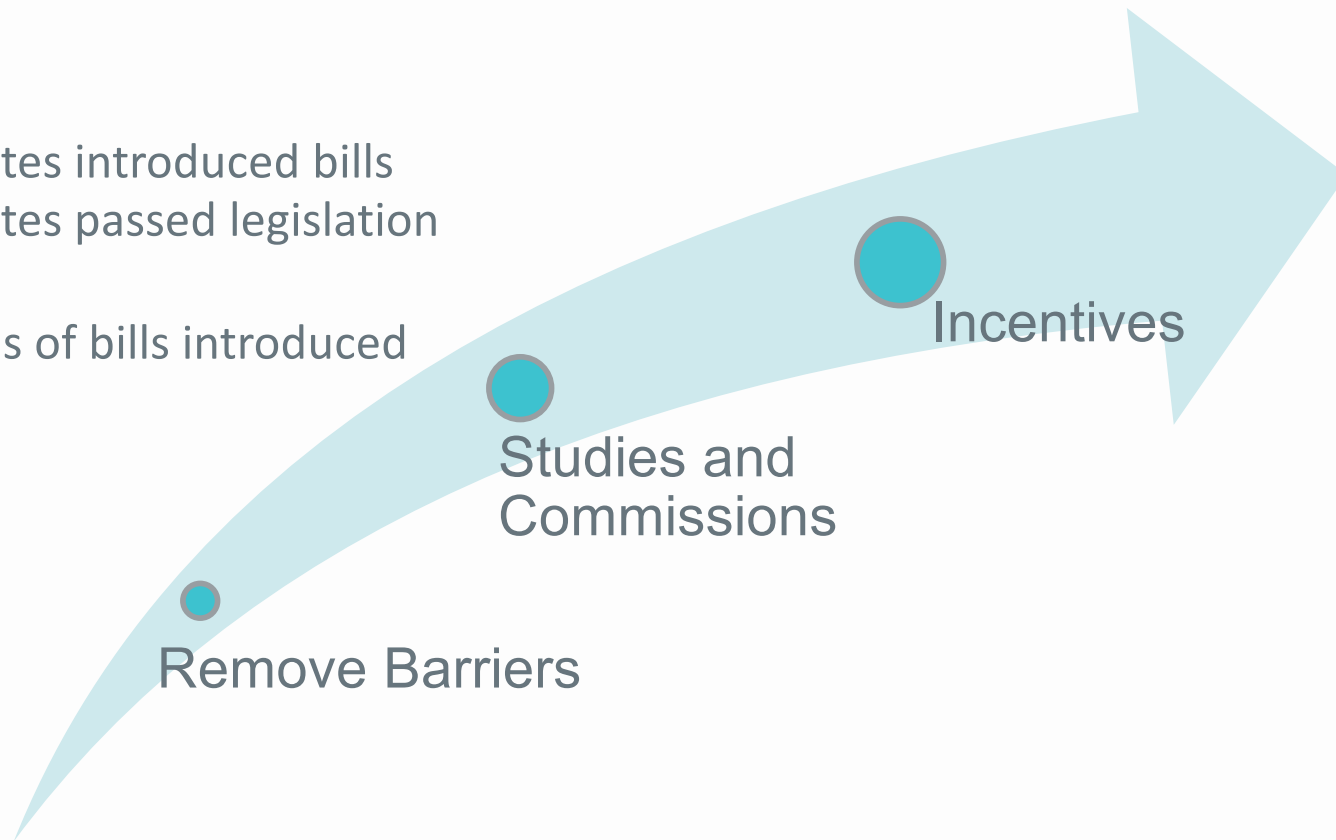 tes introduced bills
tes passed legislation
s of bills introduced
Incentives
Studies and
Commissions
Remove Barriers